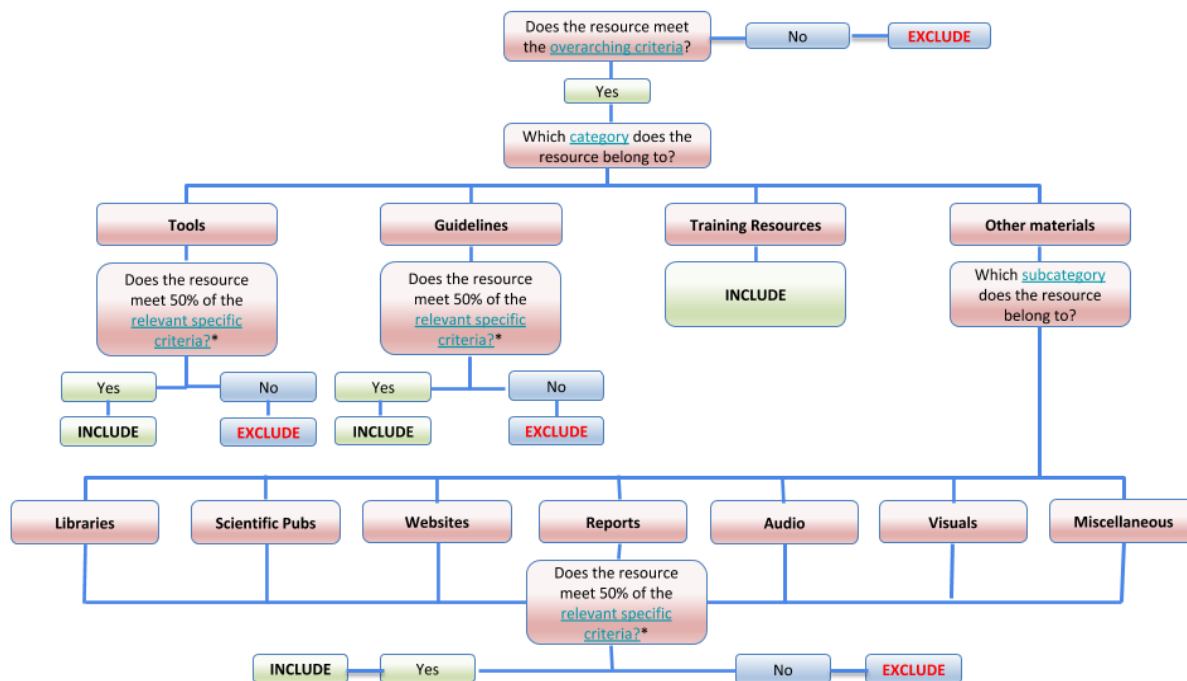 Does the resource meet
the overarching criteria?
No
EXCLUDE
Yes
Which category does the
resource belong to?
Tools
Guidelines
Training Resources
Other materials
Does the resource
meet 50% of the
relevant specific
criteria?*
Does the resource
meet 50% of the
relevant specific
criteria?*
INCLUDE
Which subcategory
does the resource
belong to?
Yes
No
Yes
No
INCLUDE
EXCLUDE
INCLUDE
EXCLUDE
Libraries
Scientific Pubs
Websites
Reports
Audio
Visuals
Miscellaneous
Does the resource
meet 50% of the
relevant specific
criteria?*
INCLUDE
Yes
No
EXCLUDE